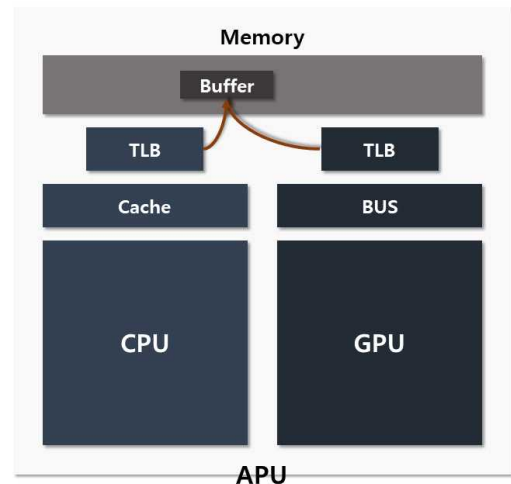 Memory
Buffer
TLB
TLB
Cache
BUS
CPU
GPU
APU